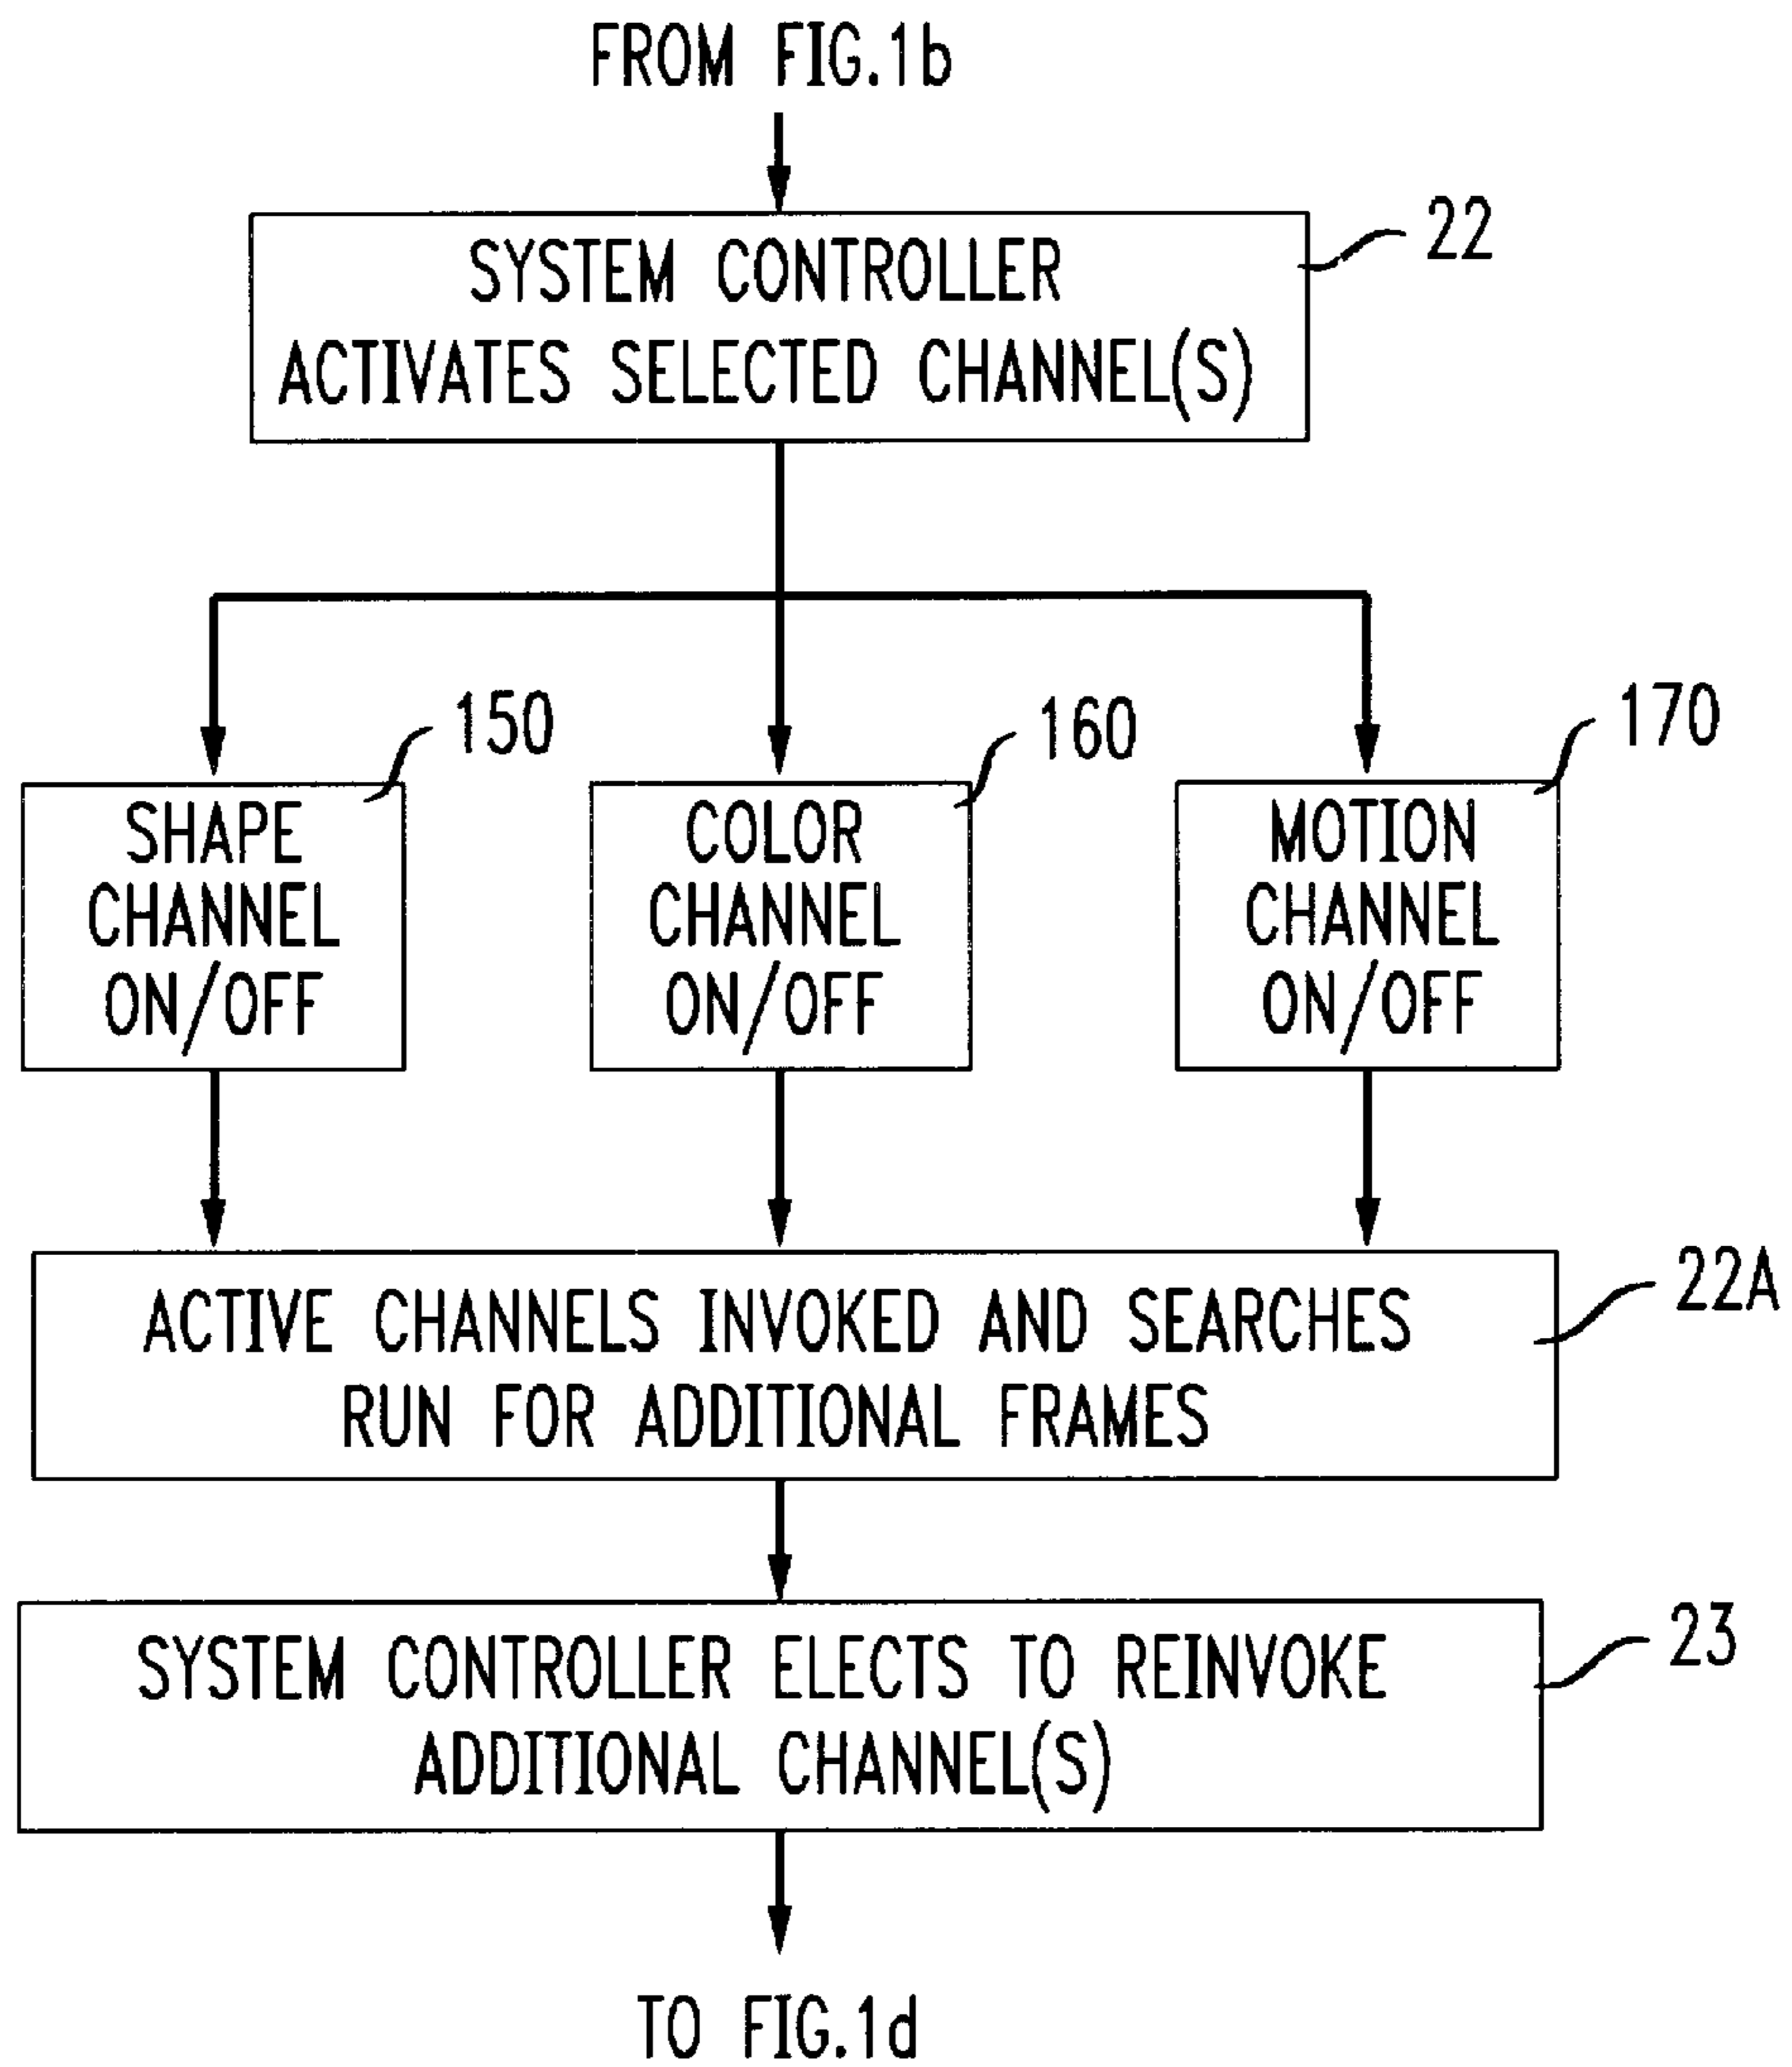 FROM FIG.1b
22
SYSTEM CONTROLLER
ACTIVATES SELECTED CHANNEL(S)
150
160
170
SHAPE
CHANNEL
ON/OFF
COLOR
CHANNEL
ON/OFF
MOTION
CHANNEL
ON/OFF
22A
ACTIVE CHANNELS INVOKED AND SEARCHES
RUN FOR ADDITIONAL FRAMES
23
SYSTEM CONTROLLER ELECTS TO REINVOKE
ADDITIONAL CHANNEL(S)
TO FIG.1d